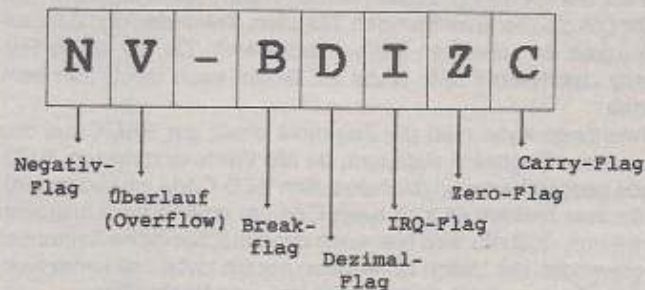 N V - B D I Z C
Negativ-
Flag
Überlauf
(Overflow)
Break-
flag
Dezimal-
Flag
IRQ-Flag
Zero-Flag
Carry-Flag